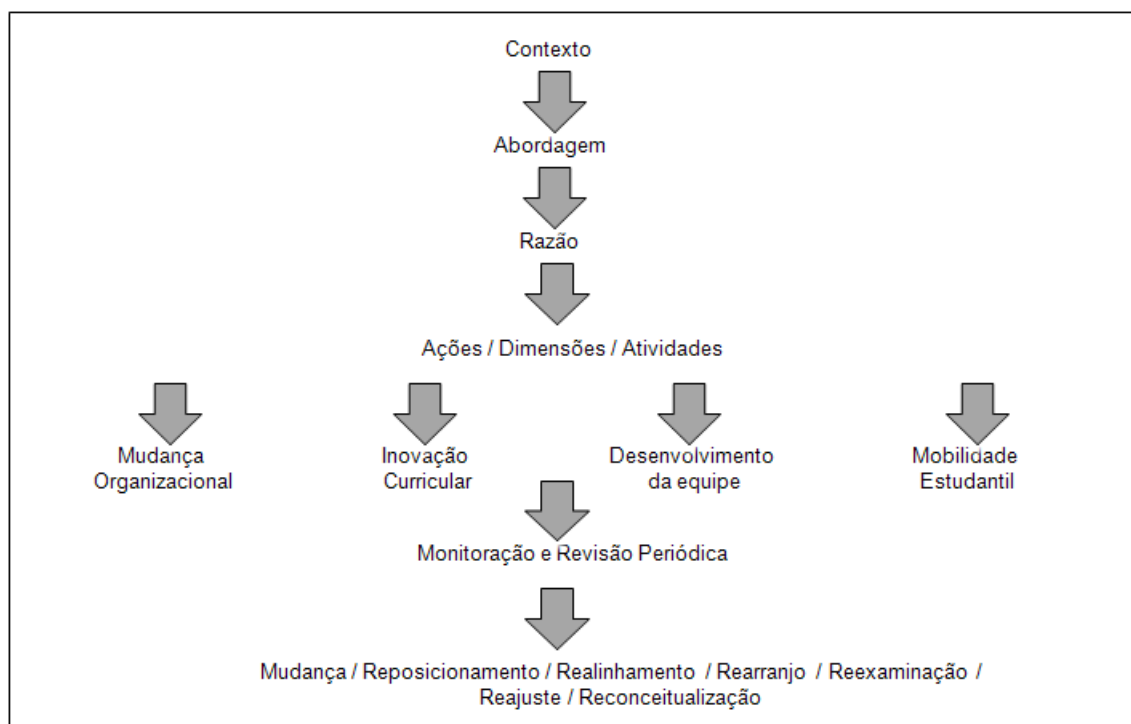 Contexto
Abordagem
Razão
Ações / Dimensões / Atividades
Mudança
Organizacional
Inovação
Curricular
Desenvolvimento
da equipe
Mobilidade
Estudantil
Monitoração e Revisão Periódica
Mudança / Reposicionamento / Realinhamento / Rearranjo / Reexaminação /
Reajuste / Reconceitualização